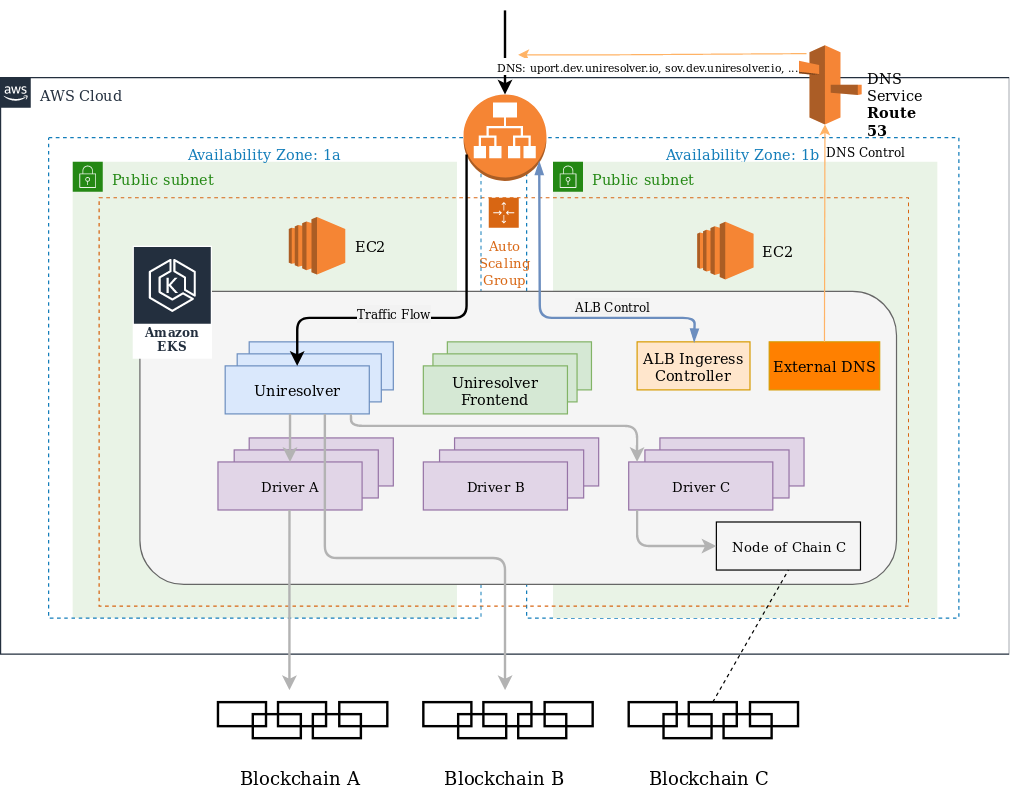 DNS: uport.dev.uniresolver.io, sov.dev.uniresolver.io, ...
DNS
Service
Route
53
aws
AWS Cloud
Availability Zone: 1a
Availability Zone: 1b
DNS Control
Public subnet
Public subnet
EC2
Auto
Scaling
Group
EC2
K
Amazon
EKS
Traffic Flow
ALB Control
Uniresolver
Uniresolver
Frontend
ALB Ingeress
Controller
External DNS
Driver A
Driver B
Driver C
Node of Chain C
Blockchain A
Blockchain B
Blockchain C